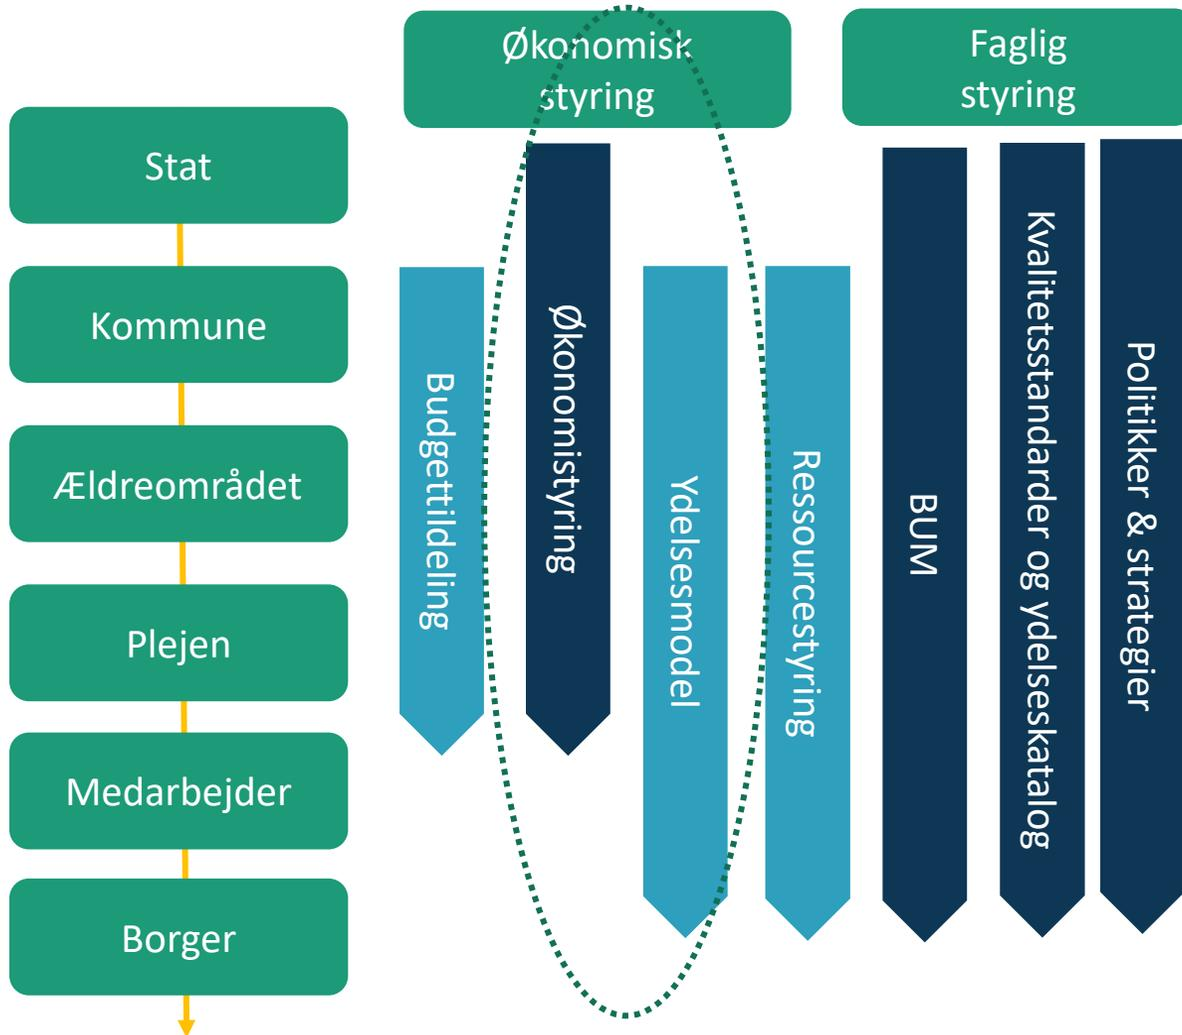 Økonomisk
styring
Faglig
styring
Stat
Kommune
Ældreområdet
Plejen
Medarbejder
Borger
Budgettildeling
Økonomistyring
Ydelsesmodel
Ressourcestyring
BUM
Kvalitetsstandarder og ydelseskatalog
Politikker & strategier